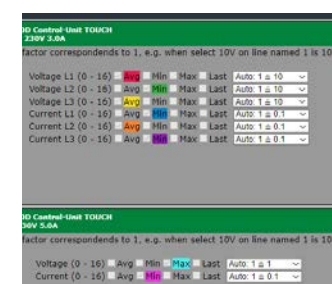 IO Control-Unit TOUCH
230V 3.0A
factor correspondends to 1, e.g. when select 10V on line named 1 is 10
Voltage L1 (0 - 16) Avg Min Max Last Auto: 1 ≙ 10
Voltage L2 (0 - 16) Avg Min Max Last Auto: 1 ≙ 10
Voltage L3 (0 - 16) Avg Min Max Last Auto: 1 ≙ 10
Current L1 (0 - 16) Avg Min Max Last Auto: 1 ≙ 0.1
Current L2 (0 - 16) Avg Min Max Last Auto: 1 ≙ 0.1
Current L3 (0 - 16) Avg Min Max Last Auto: 1 ≙ 0.1
IO Control-Unit TOUCH
00V 5.0A
factor correspondends to 1, e.g. when select 10V on line named 1 is 10
Voltage (0 - 16) Avg Min Max Last Auto: 1 ≙ 1
Current (0 - 16) Avg Min Max Last Auto: 1 ≙ 0.1